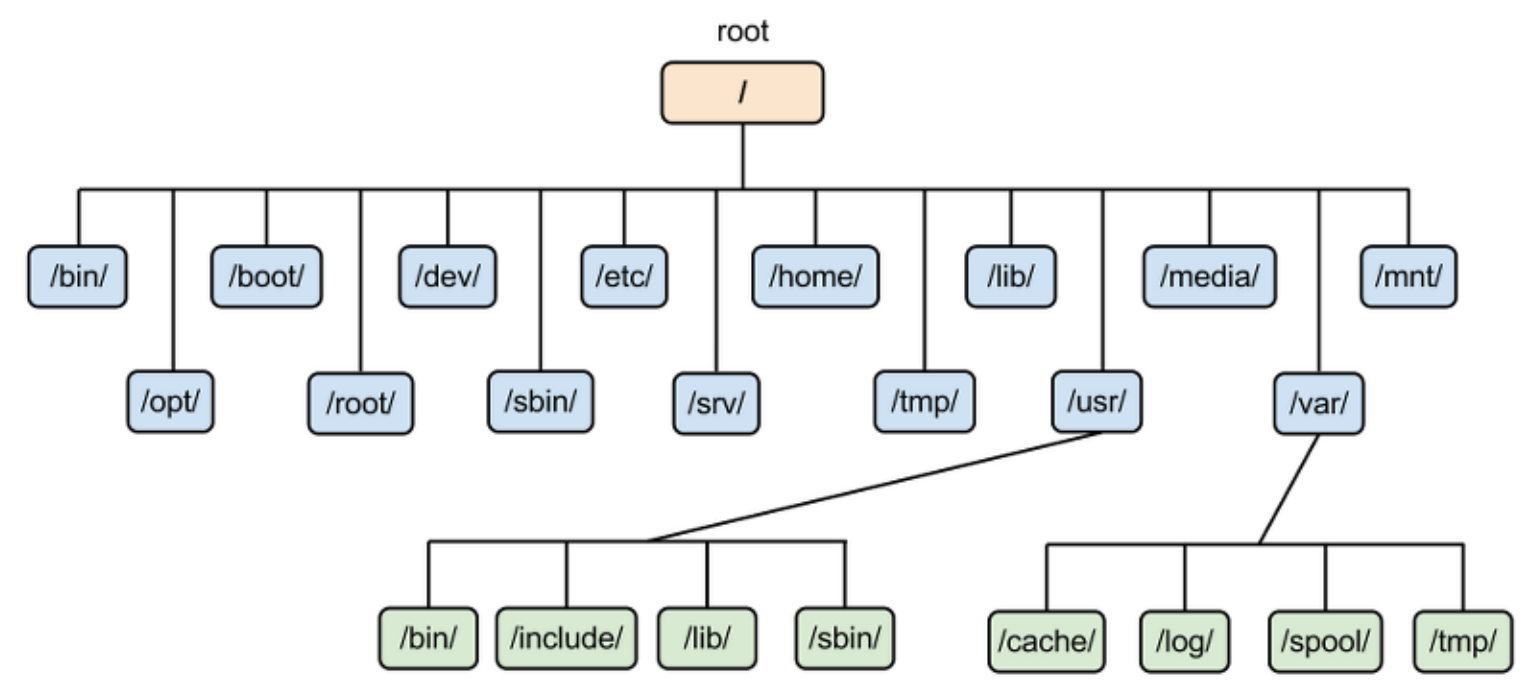 root
/
/bin/
/boot/
/dev/
/etc/
/home/
/lib/
/media/
/mnt/
/opt/
/root/
/sbin/
/srv/
/tmp/
/usr/
/var/
/bin/
/include/
/lib/
/sbin/
/cache/
/log/
/spool/
/tmp/